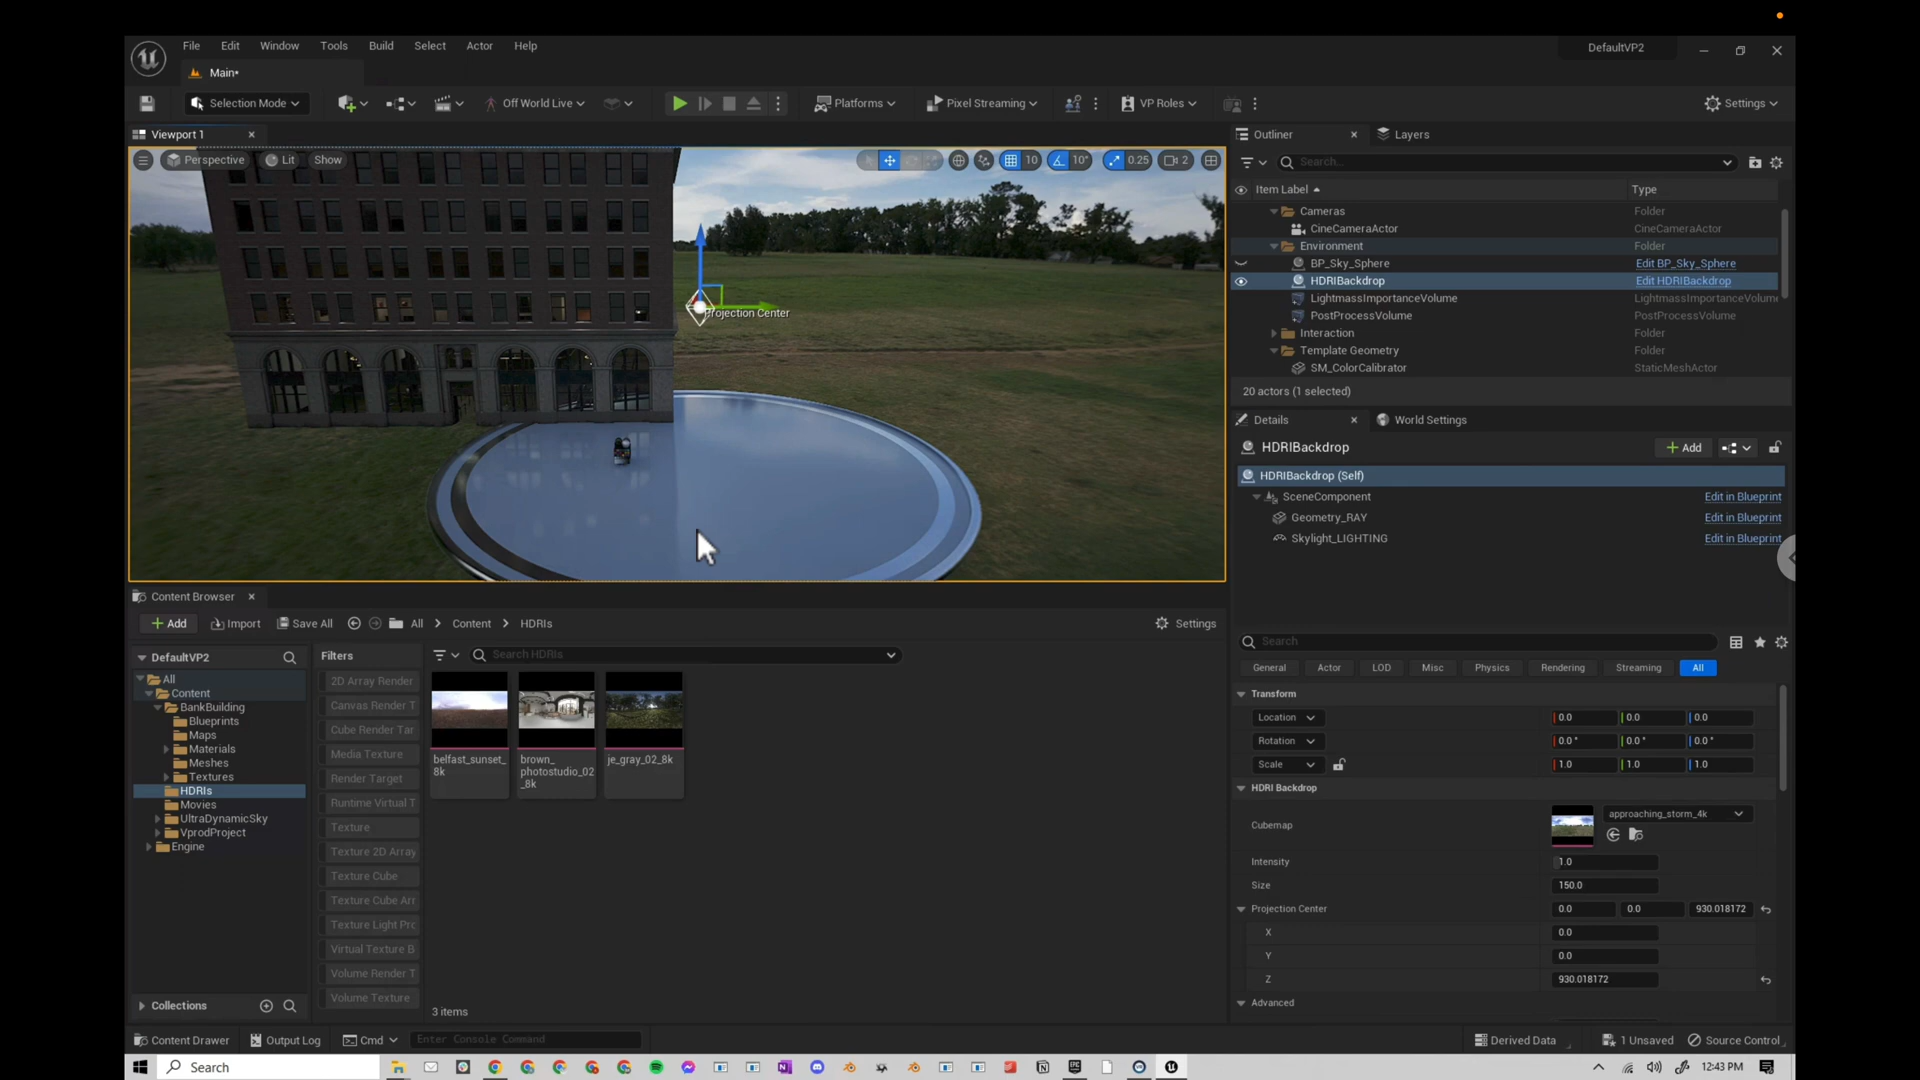 File Edit Window Tools Build Select Actor Help
DefaultVP2
Main•
Selection Mode
Off World Live
Platforms
Pixel Streaming
VP Roles
Settings
Viewport 1
Perspective
Lit
Show
10
10°
0.25
2
Projection Center
Outliner
Layers
Search...
Item Label
Type
Cameras Folder
CineCameraActor CineCameraActor
Environment Folder
BP_Sky_Sphere Edit BP_Sky_Sphere
HDRIBackdrop Edit HDRIBackdrop
LightmassImportanceVolume LightmassImportanceVolume
PostProcessVolume PostProcessVolume
Interaction Folder
Template Geometry Folder
SM_ColorCalibrator StaticMeshActor
20 actors (1 selected)
Details
World Settings
HDRIBackdrop
Add
HDRIBackdrop (Self)
SceneComponent Edit in Blueprint
Geometry_RAY Edit in Blueprint
Skylight_LIGHTING Edit in Blueprint
Search
General Actor LOD Misc Physics Rendering Streaming All
Transform
Location 0.0 0.0 0.0
Rotation 0.0 ° 0.0 ° 0.0 °
Scale 1.0 1.0 1.0
HDRI Backdrop
Cubemap
approaching_storm_4k
Intensity 1.0
Size 150.0
Projection Center 0.0 0.0 930.018172
X 0.0
Y 0.0
Z 930.018172
Advanced
Content Browser
Add
Import
Save All
All
Content
HDRIs
Settings
DefaultVP2
All
Content
BankBuilding
Blueprints
Maps
Materials
Meshes
Textures
HDRIs
Movies
UltraDynamicSky
VprodProject
Engine
Collections
Filters
2D Array Render
Canvas Render T
Cube Render Tar
Media Texture
Render Target
Runtime Virtual T
Texture
Texture 2D Array
Texture Cube
Texture Cube Arr
Texture Light Pro
Virtual Texture B
Volume Render T
Volume Texture
Search HDRIs
belfast_sunset_
8k
brown_
photostudio_02
_8k
je_gray_02_8k
3 items
Content Drawer
Output Log
Cmd
Enter Console Command
Derived Data
1 Unsaved
Source Control
Search
12:43 PM